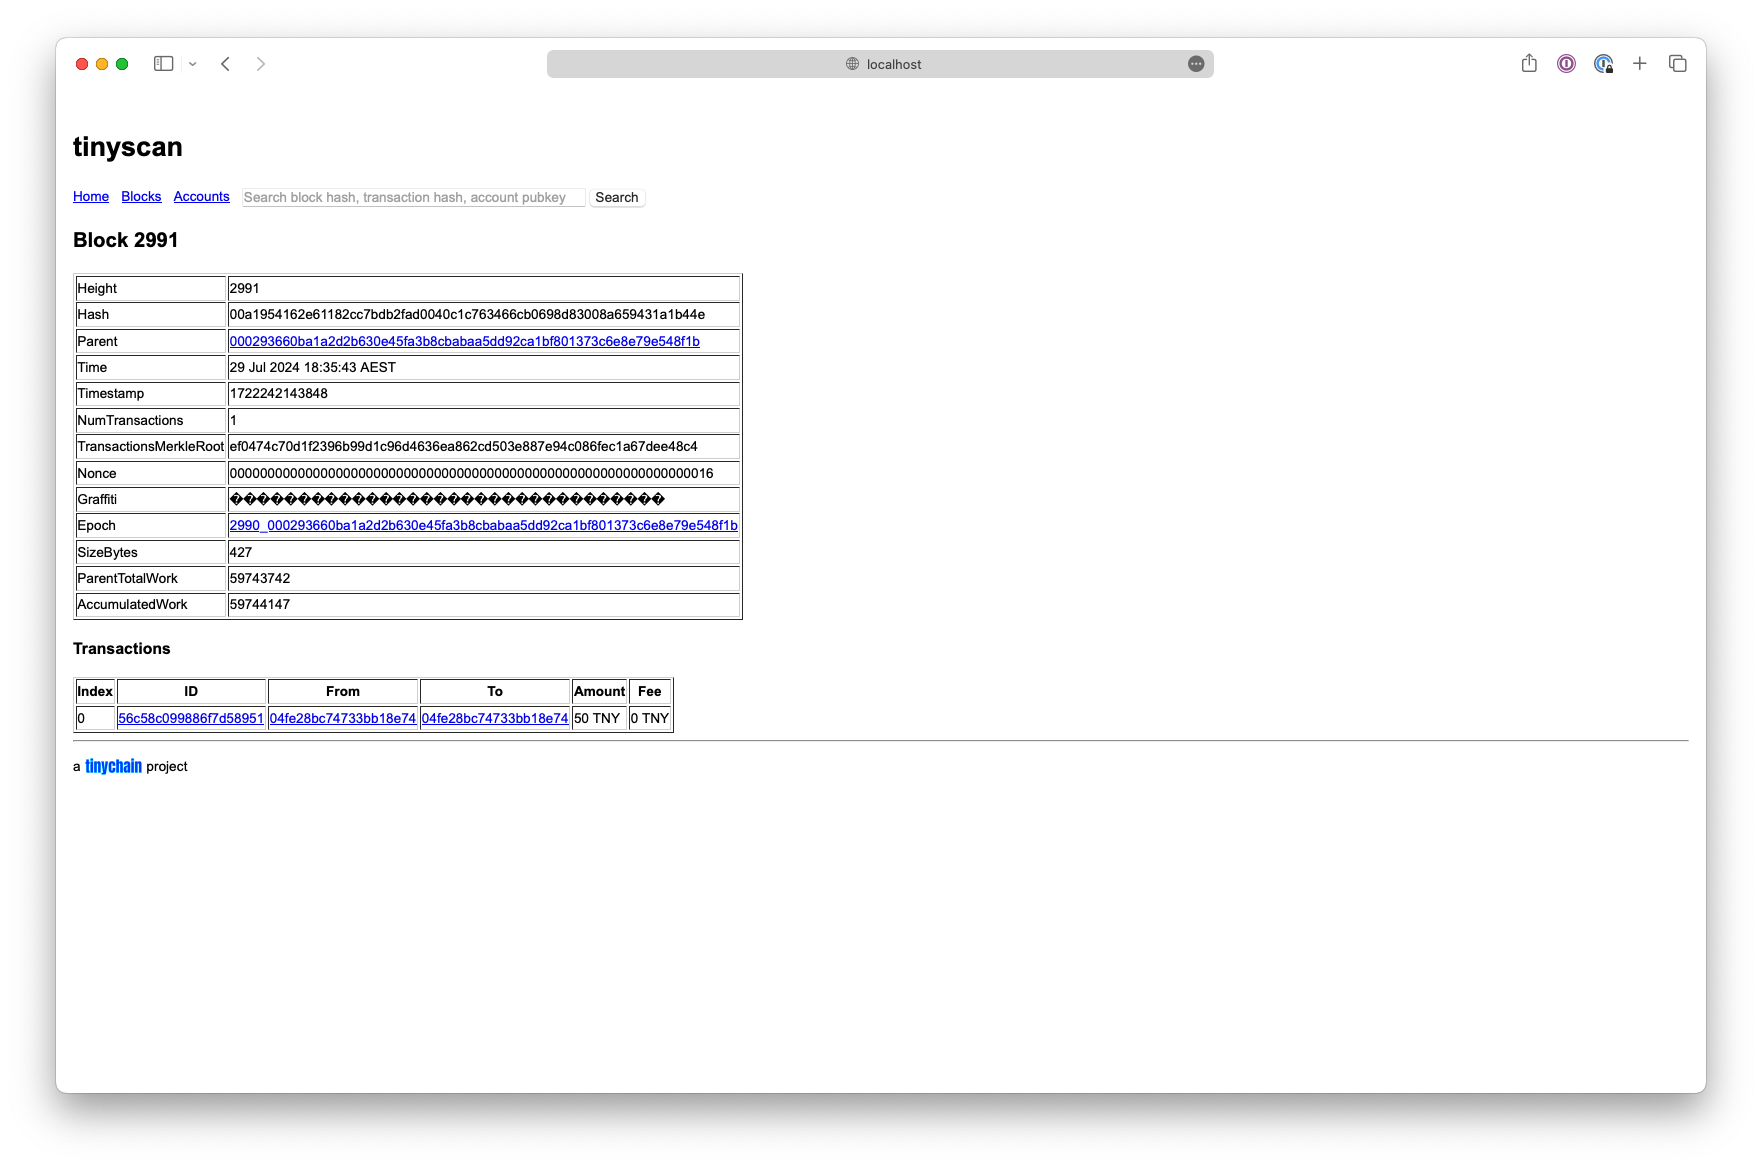 localhost
tinyscan
Home Blocks Accounts Search block hash, transaction hash, account pubkey Search
Block 2991
Height 2991
Hash 00a1954162e61182cc7bdb2fad0040c1c763466cb0698d83008a659431a1b44e
Parent 000293660ba1a2d2b630e45fa3b8cbabaa5dd92ca1bf801373c6e8e79e548f1b
Time 29 Jul 2024 18:35:43 AEST
Timestamp 1722242143848
NumTransactions 1
TransactionsMerkleRoot ef0474c70d1f2396b99d1c96d4636ea862cd503e887e94c086fec1a67dee48c4
Nonce 0000000000000000000000000000000000000000000000000000000000000016
Graffiti ��������������������������������
Epoch 2990_000293660ba1a2d2b630e45fa3b8cbabaa5dd92ca1bf801373c6e8e79e548f1b
SizeBytes 427
ParentTotalWork 59743742
AccumulatedWork 59744147
Transactions
Index ID From To Amount Fee
0 56c58c099886f7d58951 04fe28bc74733bb18e74 04fe28bc74733bb18e74 50 TNY 0 TNY
a tinychain project